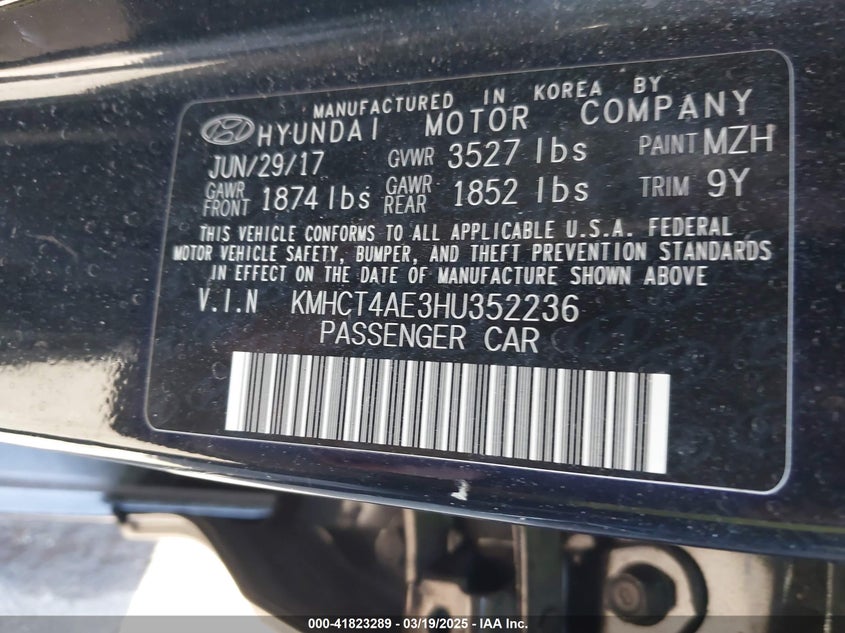 MANUFACTURED IN KOREA BY
HYUNDAI MOTOR COMPANY
JUN/29/17 GVWR 3527 lbs PAINT MZH
GAWR FRONT 1874 lbs GAWR REAR 1852 lbs TRIM 9Y
THIS VEHICLE CONFORMS TO ALL APPLICABLE U.S.A. FEDERAL
MOTOR VEHICLE SAFETY, BUMPER, AND THEFT PREVENTION STANDARDS
IN EFFECT ON THE DATE OF MANUFACTURE SHOWN ABOVE
V.I.N KMHCT4AE3HU352236
PASSENGER CAR
000-41823289 - 03/19/2025 - IAA Inc.